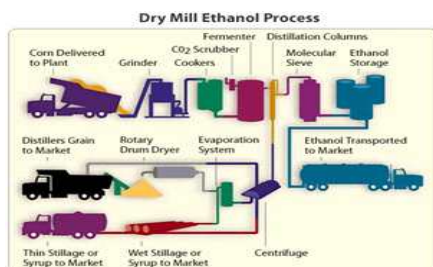 Dry Mill Ethanol Process
Fermenter
Distillation Columns
CO2 Scrubber
Molecular
Sieve
Ethanol
Storage
Corn Delivered
to Plant
Grinder
Cookers
Distillers Grain
to Market
Rotary
Drum Dryer
Evaporation
System
Ethanol Transported
to Market
Thin Stillage or
Syrup to Market
Wet Stillage or
Syrup to Market
Centrifuge